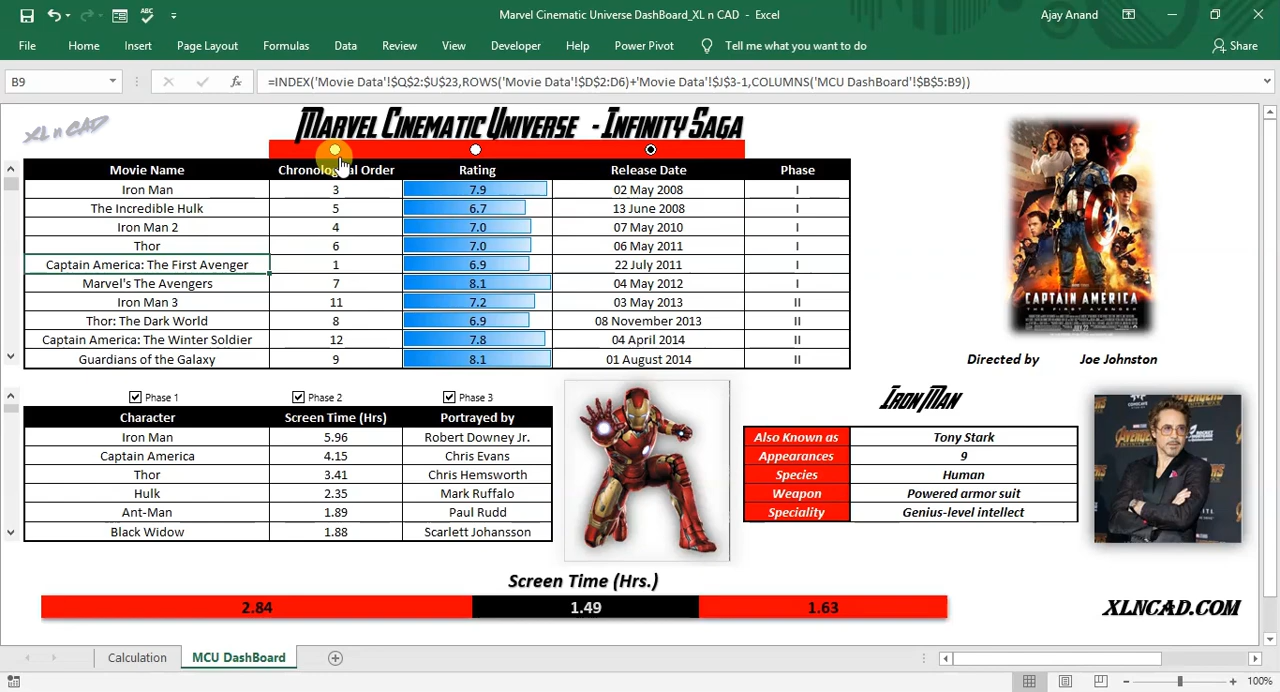 Marvel Cinematic Universe DashBoard_XL n CAD - Excel
Ajay Anand
File Home Insert Page Layout Formulas Data Review View Developer Help Power Pivot Tell me what you want to do Share
B9 fx =INDEX('Movie Data'!$Q$2:$U$23,ROWS('Movie Data'!$D$2:D6)+'Movie Data'!$J$3-1,COLUMNS('MCU DashBoard'!$B$5:B9))
XL n CAD
Marvel Cinematic Universe - Infinity Saga
Movie Name Chronological Order Rating Release Date Phase
Iron Man 3 7.9 02 May 2008 I
The Incredible Hulk 5 6.7 13 June 2008 I
Iron Man 2 4 7.0 07 May 2010 I
Thor 6 7.0 06 May 2011 I
Captain America: The First Avenger 1 6.9 22 July 2011 I
Marvel's The Avengers 7 8.1 04 May 2012 I
Iron Man 3 11 7.2 03 May 2013 II
Thor: The Dark World 8 6.9 08 November 2013 II
Captain America: The Winter Soldier 12 7.8 04 April 2014 II
Guardians of the Galaxy 9 8.1 01 August 2014 II
CAPTAIN AMERICA
THE FIRST AVENGER
Directed by Joe Johnston
Phase 1 Phase 2 Phase 3
Character Screen Time (Hrs) Portrayed by
Iron Man 5.96 Robert Downey Jr.
Captain America 4.15 Chris Evans
Thor 3.41 Chris Hemsworth
Hulk 2.35 Mark Ruffalo
Ant-Man 1.89 Paul Rudd
Black Widow 1.88 Scarlett Johansson
Iron Man
Also Known as Tony Stark
Appearances 9
Species Human
Weapon Powered armor suit
Speciality Genius-level intellect
Screen Time (Hrs.)
2.84 1.49 1.63
XLNCAD.COM
Calculation MCU DashBoard
100%